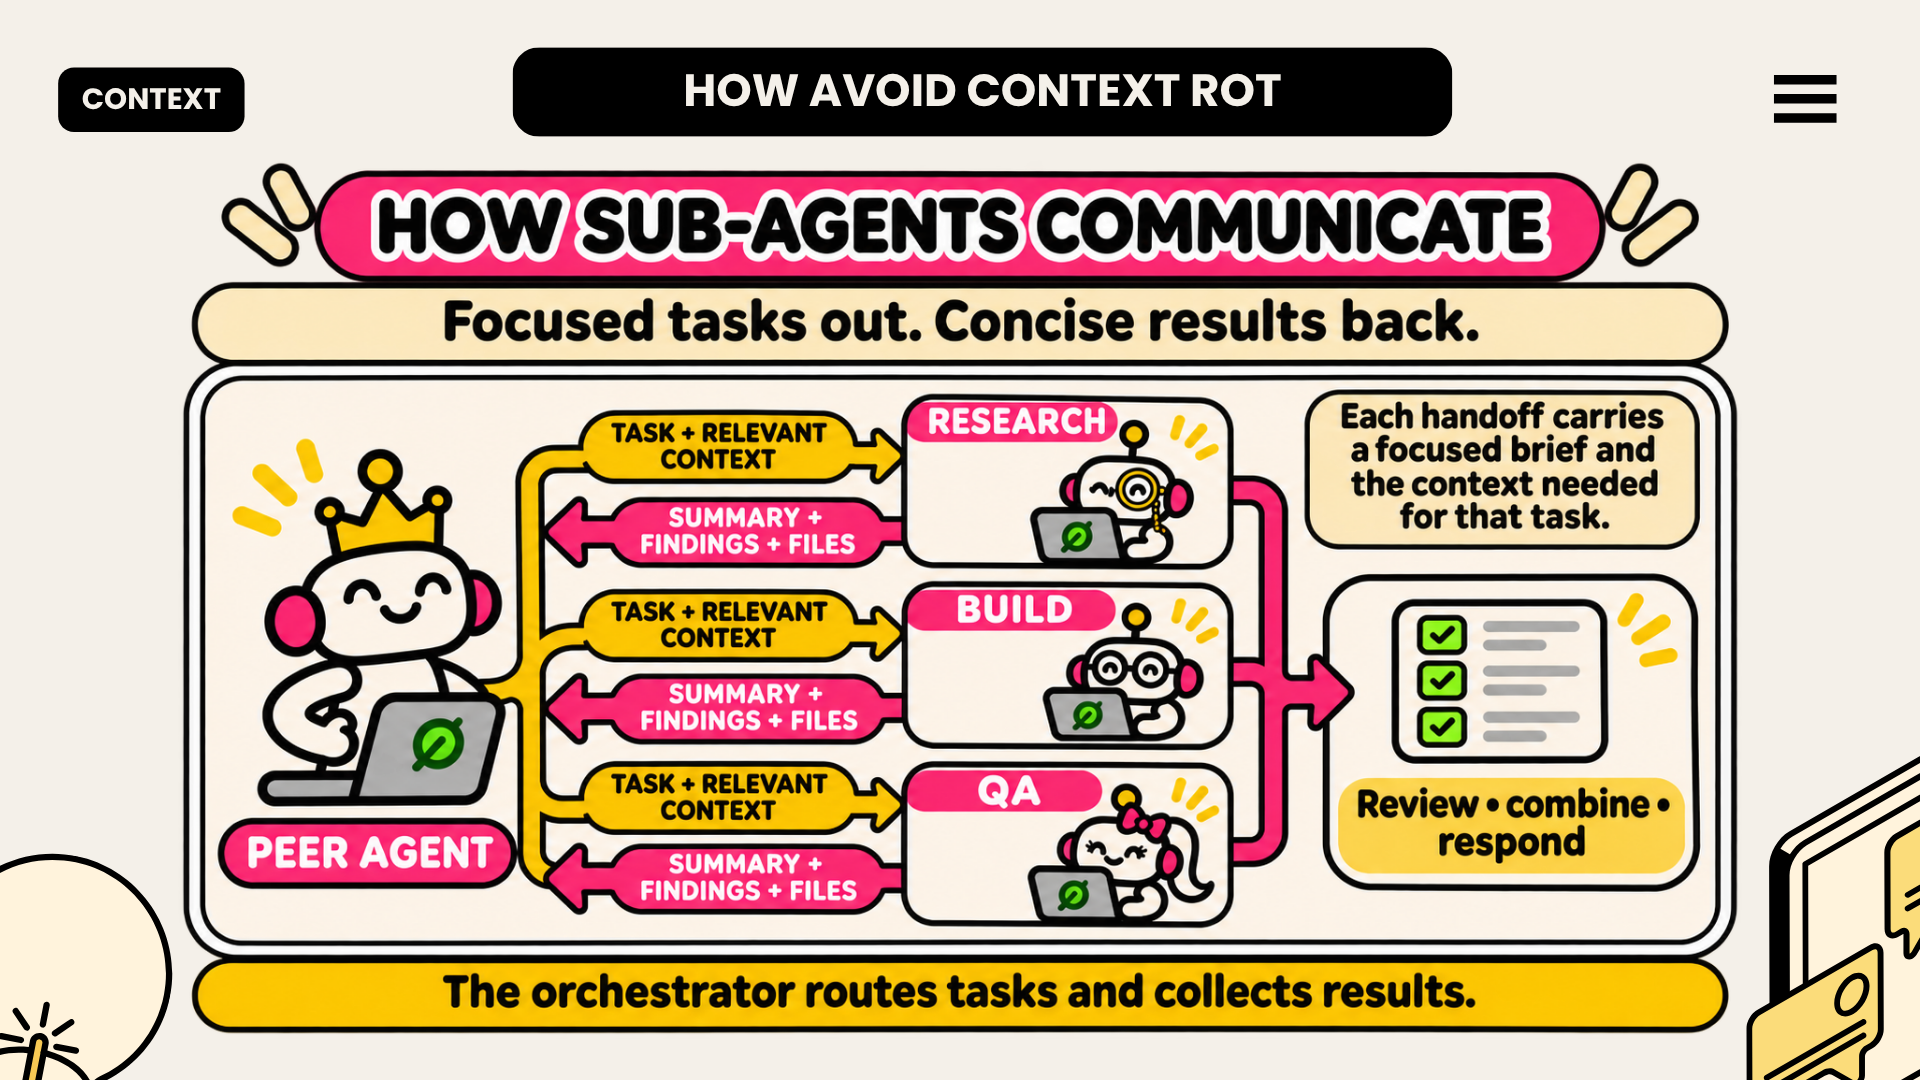 CONTEXT
HOW AVOID CONTEXT ROT
HOW SUB-AGENTS COMMUNICATE
Focused tasks out. Concise results back.
PEER AGENT
TASK + RELEVANT
CONTEXT
SUMMARY +
FINDINGS + FILES
RESEARCH
TASK + RELEVANT
CONTEXT
SUMMARY +
FINDINGS + FILES
BUILD
TASK + RELEVANT
CONTEXT
SUMMARY +
FINDINGS + FILES
QA
Each handoff carries
a focused brief and
the context needed
for that task.
Review • combine •
respond
The orchestrator routes tasks and collects results.